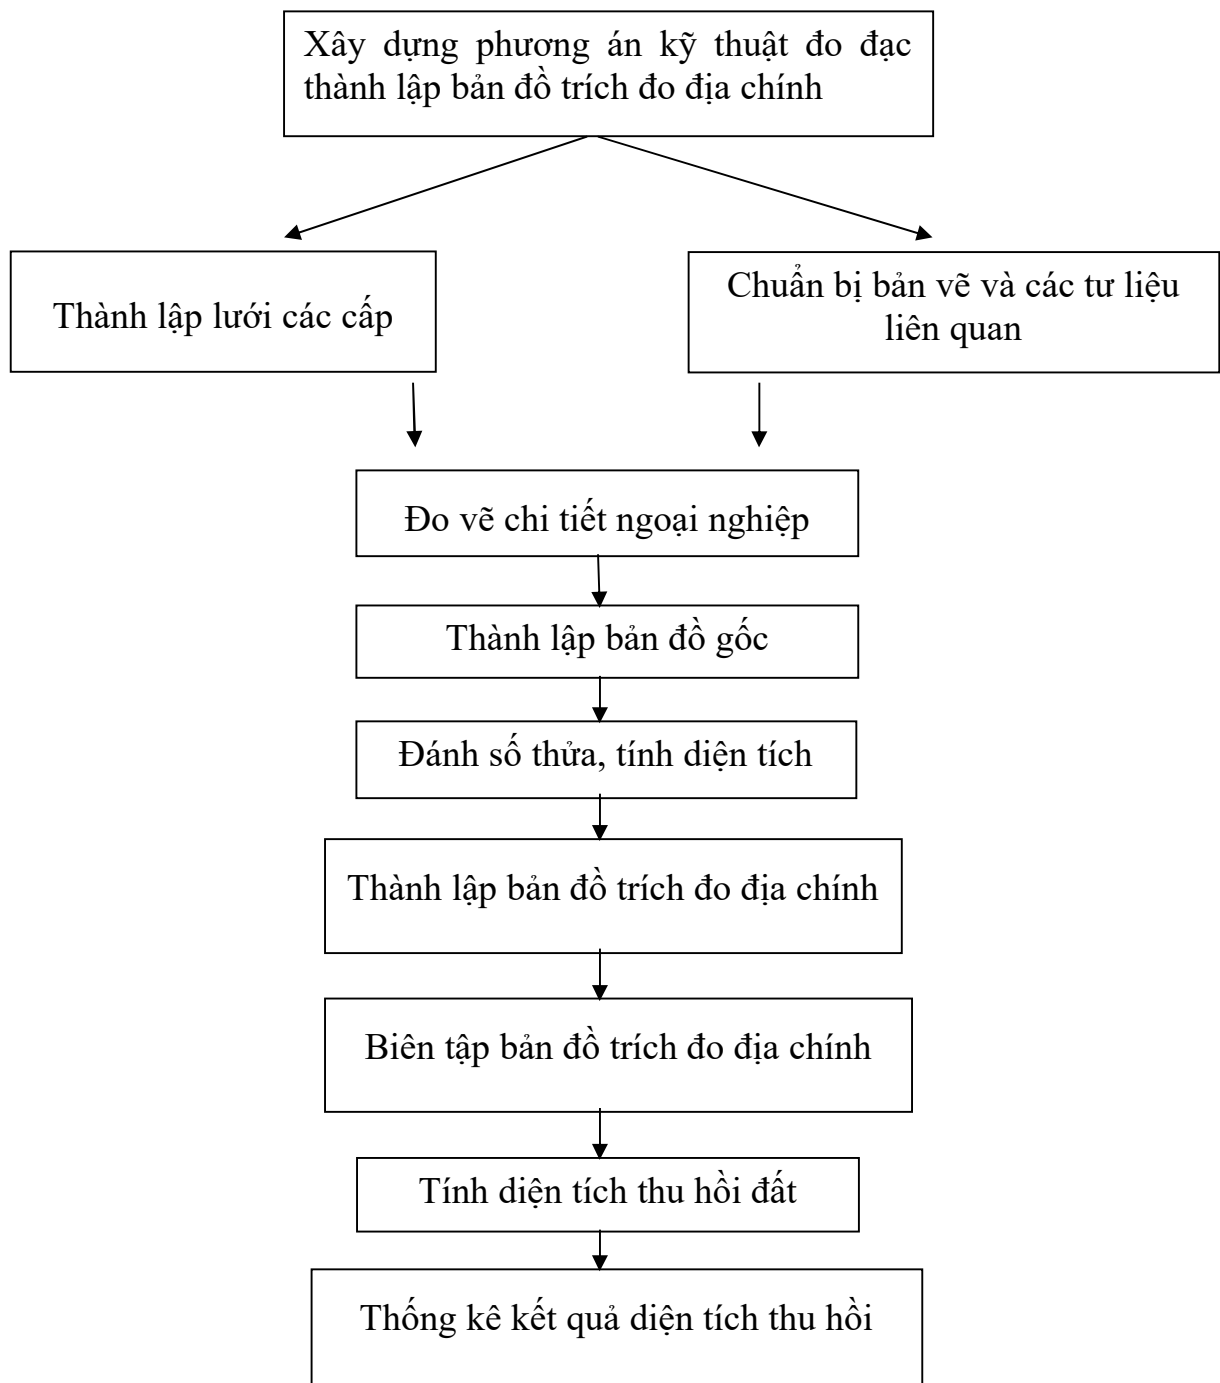 Xây dựng phương án kỹ thuật đo đạc
thành lập bản đồ trích đo địa chính
Thành lập lưới các cấp
Chuẩn bị bản vẽ và các tư liệu
liên quan
Đo vẽ chi tiết ngoại nghiệp
Thành lập bản đồ gốc
Đánh số thửa, tính diện tích
Thành lập bản đồ trích đo địa chính
Biên tập bản đồ trích đo địa chính
Tính diện tích thu hồi đất
Thống kê kết quả diện tích thu hồi